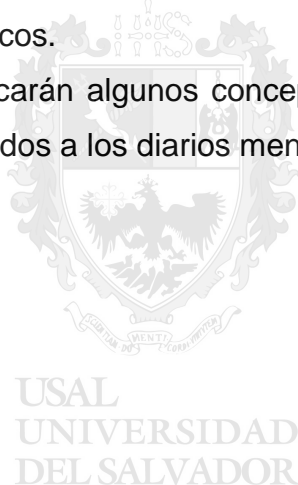 cos.
carán algunos concep
dos a los diarios men
USAL
UNIVERSIDAD
DEL SALVADOR